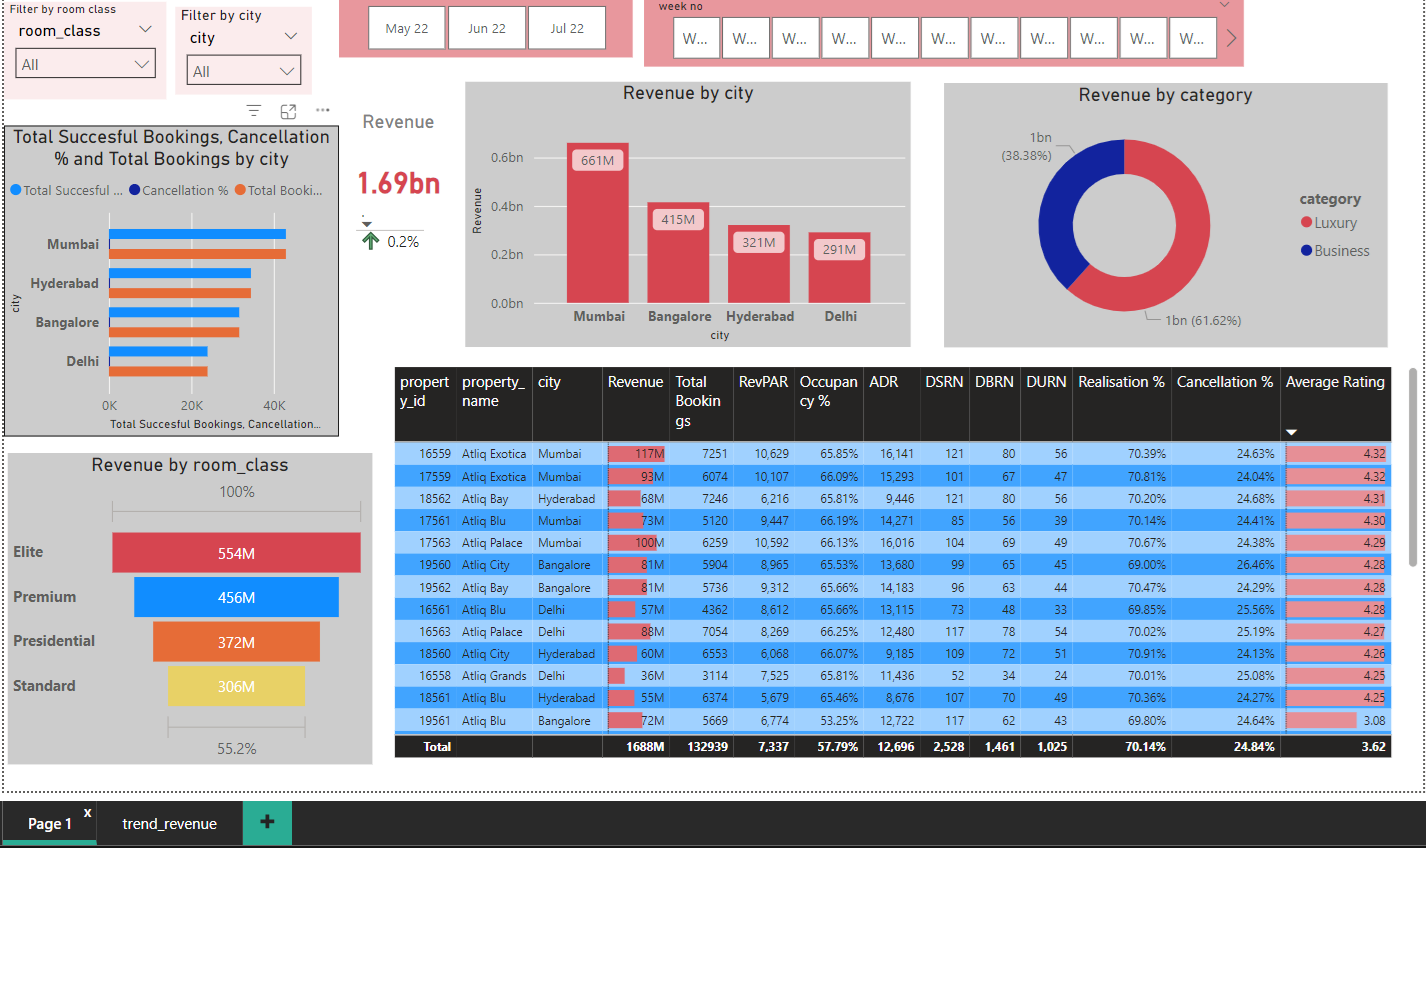 Filter by room class
room_class
All
Filter by city
city
All
May 22
Jun 22
Jul 22
week no
W...
W...
W...
W...
W...
W...
W...
W...
W...
W...
W...
Total Succesful Bookings, Cancellation
% and Total Bookings by city
Total Succesful ... Cancellation % Total Booki...
city
Mumbai
Hyderabad
Bangalore
Delhi
0K 20K 40K
Total Succesful Bookings, Cancellation...
Revenue
1.69bn
0.2%
Revenue by city
Revenue
0.6bn
0.4bn
0.2bn
0.0bn
661M
415M
321M
291M
Mumbai Bangalore Hyderabad Delhi
city
Revenue by category
1bn
(38.38%)
1bn (61.62%)
category
Luxury
Business
Revenue by room_class
100%
Elite 554M
Premium 456M
Presidential 372M
Standard 306M
55.2%
propert
y_id property_
name city Revenue Total
Bookin
gs RevPAR Occupan
cy % ADR DSRN DBRN DURN Realisation % Cancellation % Average Rating
16559 Atliq Exotica Mumbai 117M 7251 10,629 65.85% 16,141 121 80 56 70.39% 24.63% 4.32
17559 Atliq Exotica Mumbai 93M 6074 10,107 66.09% 15,293 101 67 47 70.81% 24.04% 4.32
18562 Atliq Bay Hyderabad 68M 7246 6,216 65.81% 9,446 121 80 56 70.20% 24.68% 4.31
17561 Atliq Blu Mumbai 73M 5120 9,447 66.19% 14,271 85 56 39 70.14% 24.41% 4.30
17563 Atliq Palace Mumbai 100M 6259 10,592 66.13% 16,016 104 69 49 70.67% 24.38% 4.29
19560 Atliq City Bangalore 81M 5904 8,965 65.53% 13,680 99 65 45 69.00% 26.46% 4.28
19562 Atliq Bay Bangalore 81M 5736 9,312 65.66% 14,183 96 63 44 70.47% 24.29% 4.28
16561 Atliq Blu Delhi 57M 4362 8,612 65.66% 13,115 73 48 33 69.85% 25.56% 4.28
16563 Atliq Palace Delhi 88M 7054 8,269 66.25% 12,480 117 78 54 70.02% 25.19% 4.27
18560 Atliq City Hyderabad 60M 6553 6,068 66.07% 9,185 109 72 51 70.91% 24.13% 4.26
16558 Atliq Grands Delhi 36M 3114 7,525 65.81% 11,436 52 34 24 70.01% 25.08% 4.25
18561 Atliq Blu Hyderabad 55M 6374 5,679 65.46% 8,676 107 70 49 70.36% 24.27% 4.25
19561 Atliq Blu Bangalore 72M 5669 6,774 53.25% 12,722 117 62 43 69.80% 24.64% 3.08
Total 1688M 132939 7,337 57.79% 12,696 2,528 1,461 1,025 70.14% 24.84% 3.62
Page 1 x
trend_revenue
+